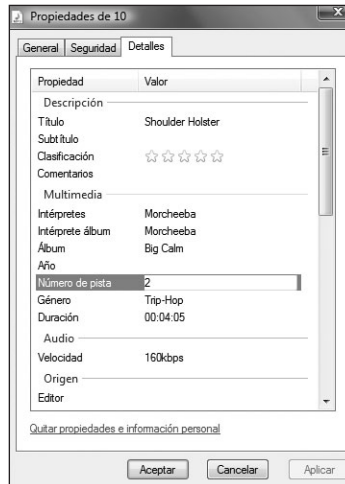 Propiedades de 10
General Seguridad Detalles
Propiedad Valor
Descripción
Título Shoulder Holster
Subtítulo
Clasificación
Comentarios
Multimedia
Intérpretes Morcheeba
Intérprete álbum Morcheeba
Álbum Big Calm
Año
Número de pista 2
Género Trip-Hop
Duración 00:04:05
Audio
Velocidad 160kbps
Origen
Editor
Quitar propiedades e información personal
Aceptar Cancelar Aplicar